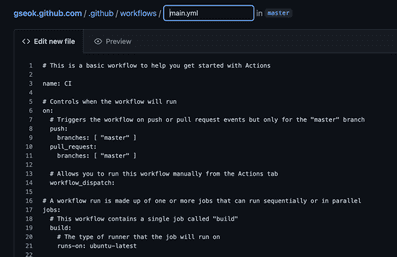 gseok.github.com / .github / workflows / main.yml in master
<> Edit new file Preview
1 # This is a basic workflow to help you get started with Actions
2
3 name: CI
4
5 # Controls when the workflow will run
6 on:
7 # Triggers the workflow on push or pull request events but only for the "master" branch
8 push:
9 branches: [ "master" ]
10 pull_request:
11 branches: [ "master" ]
12
13 # Allows you to run this workflow manually from the Actions tab
14 workflow_dispatch:
15
16 # A workflow run is made up of one or more jobs that can run sequentially or in parallel
17 jobs:
18 # This workflow contains a single job called "build"
19 build:
20 # The type of runner that the job will run on
21 runs-on: ubuntu-latest
22